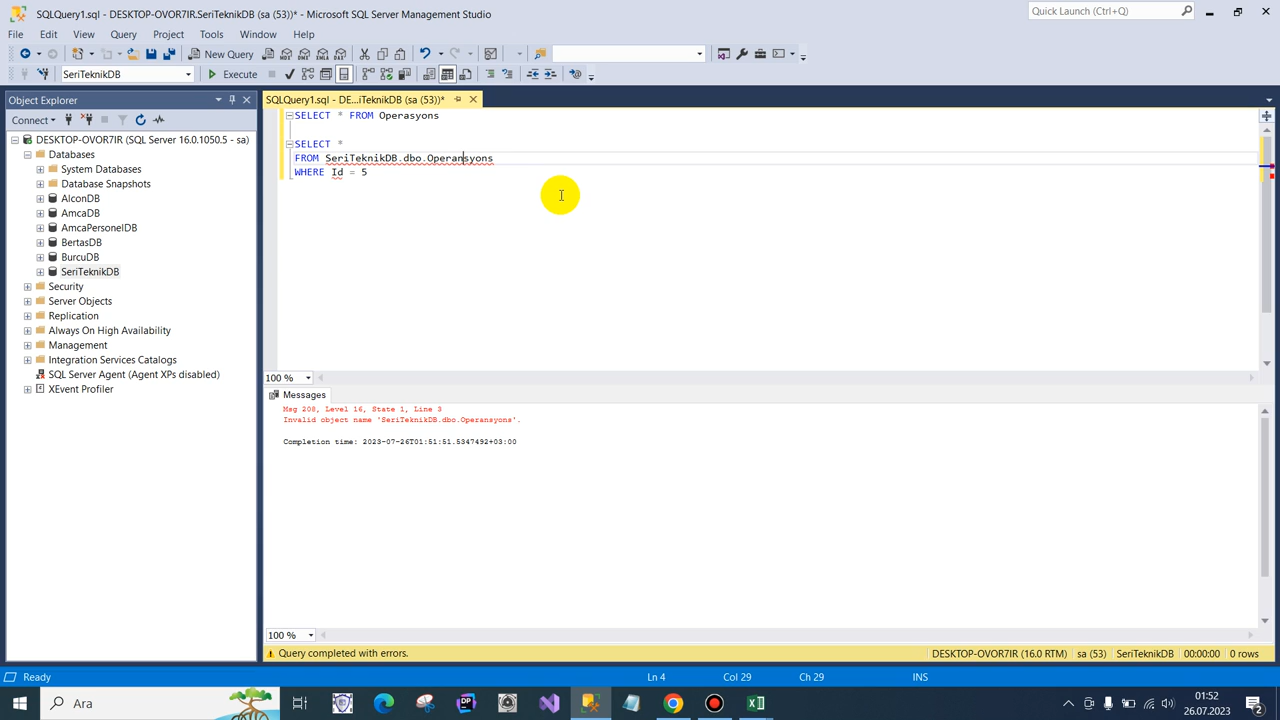 SQLQuery1.sql - DESKTOP-OVOR7IR.SeriTeknikDB (sa (53))* - Microsoft SQL Server Management Studio
Quick Launch (Ctrl+Q)
File Edit View Query Project Tools Window Help
New Query
MDX DMX XMLA DAX
SeriTeknikDB
Execute
Object Explorer
Connect
DESKTOP-OVOR7IR (SQL Server 16.0.1050.5 - sa)
Databases
System Databases
Database Snapshots
AlconDB
AmcaDB
AmcaPersonelDB
BertasDB
BurcuDB
SeriTeknikDB
Security
Server Objects
Replication
Always On High Availability
Management
Integration Services Catalogs
SQL Server Agent (Agent XPs disabled)
XEvent Profiler
SQLQuery1.sql - DE...iTeknikDB (sa (53))*
SELECT * FROM Operasyons
SELECT *
FROM SeriTeknikDB.dbo.Operansyons
WHERE Id = 5
100 %
Messages
Msg 208, Level 16, State 1, Line 3
Invalid object name 'SeriTeknikDB.dbo.Operansyons'.
Completion time: 2023-07-26T01:51:51.5347492+03:00
100 %
Query completed with errors.
DESKTOP-OVOR7IR (16.0 RTM) sa (53) SeriTeknikDB 00:00:00 0 rows
Ready
Ln 4 Col 29 Ch 29 INS
Ara
DP
01:52
26.07.2023
2